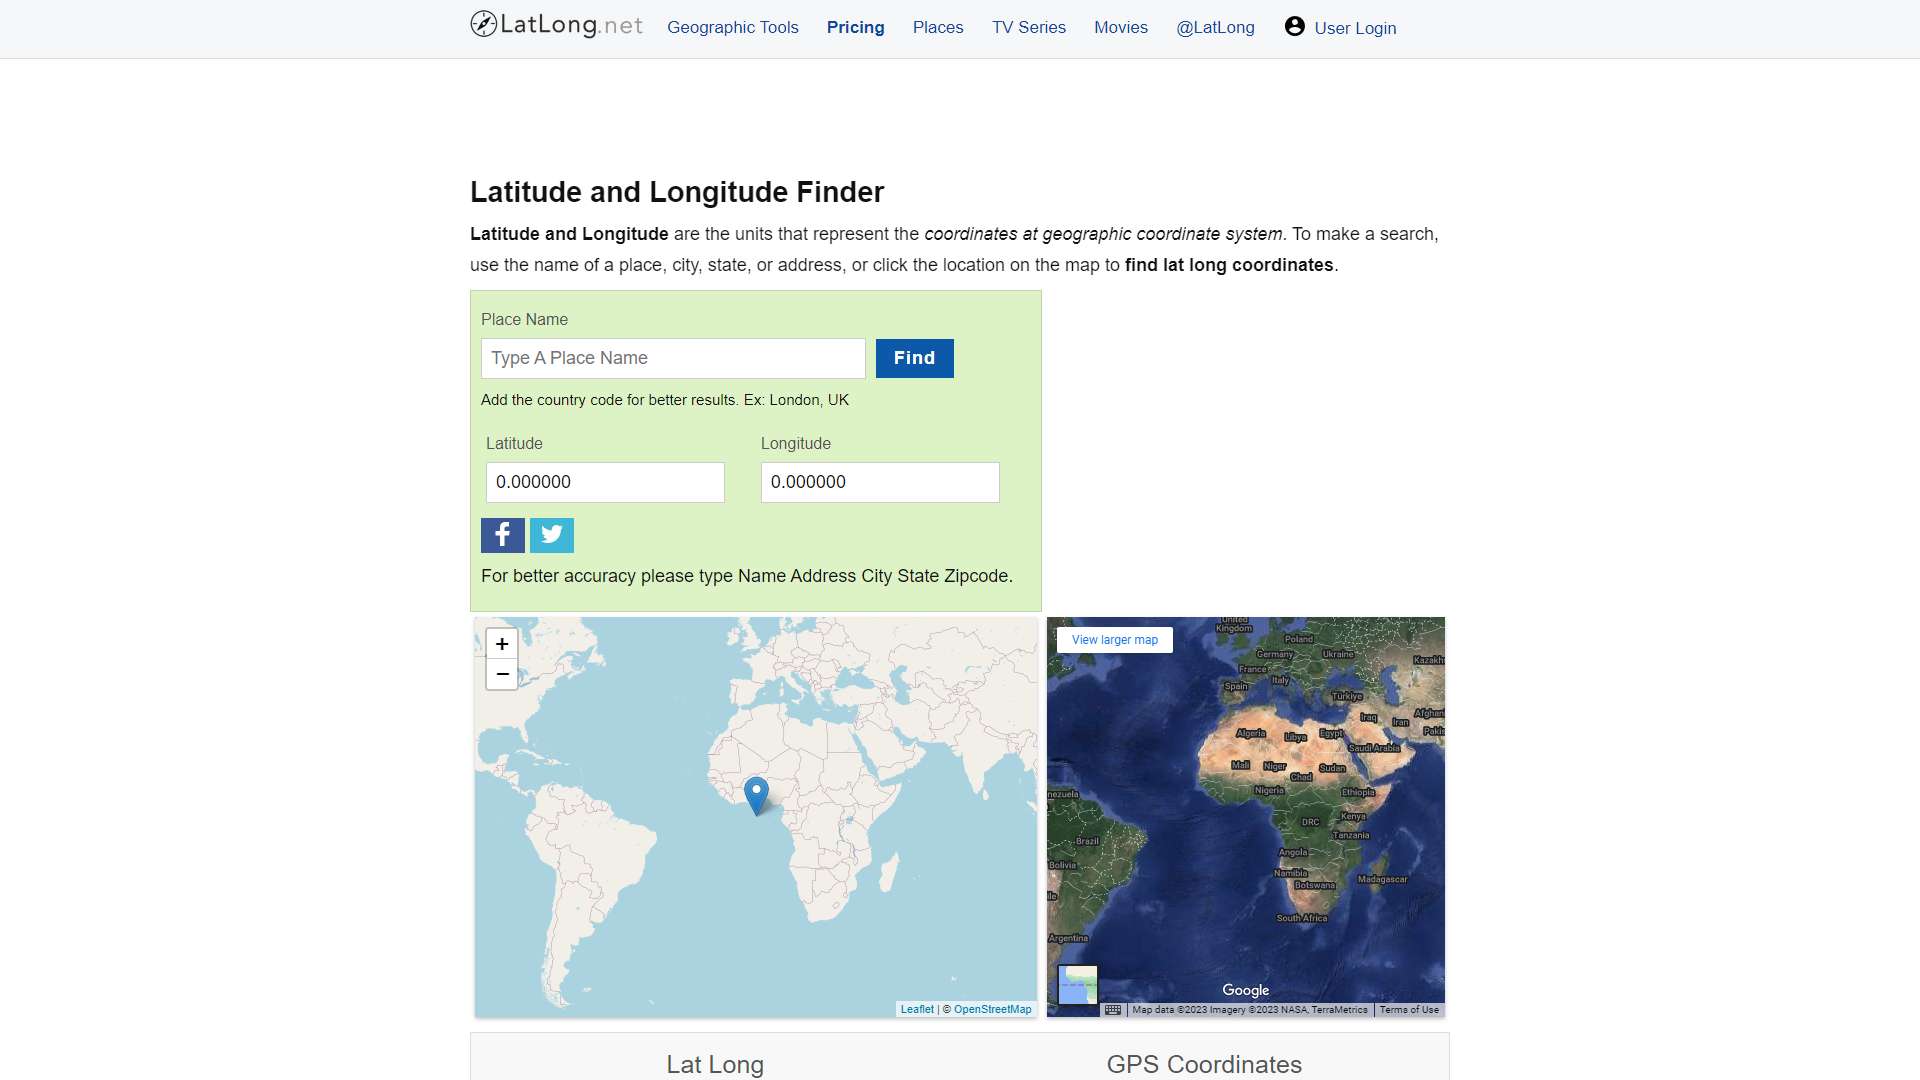 LatLong.net
Geographic Tools
Pricing
Places
TV Series
Movies
@LatLong
User Login
Latitude and Longitude Finder
Latitude and Longitude are the units that represent the coordinates at geographic coordinate system. To make a search,
use the name of a place, city, state, or address, or click the location on the map to find lat long coordinates.
Place Name
Type A Place Name
Find
Add the country code for better results. Ex: London, UK
Latitude
Longitude
0.000000
0.000000
For better accuracy please type Name Address City State Zipcode.
+
−
Leaflet | © OpenStreetMap
View larger map
United
Kingdom
Poland
Germany
Ukraine
Kazakh
France
Italy
Spain
Türkiye
Iraq
Iran
Afghan
Pakis
Algeria
Libya
Egypt
Saudi Arabia
Mali
Niger
Chad
Sudan
Nigeria
Ethiopia
nezuela
Kenya
DRC
Tanzania
Brazil
Angola
Bolivia
Namibia
Botswana
Madagascar
ile
South Africa
Argentina
Google
Map data ©2023 Imagery ©2023 NASA, TerraMetrics
Terms of Use
Lat Long
GPS Coordinates